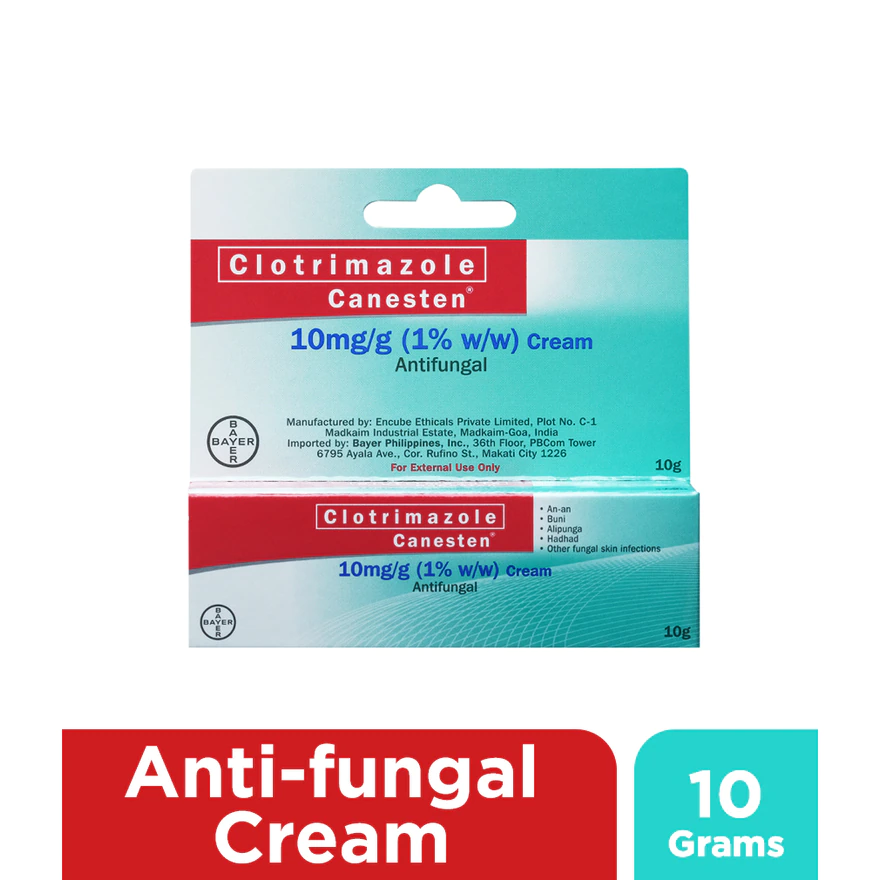 Clotrimazole
Canesten®
10mg/g (1% w/w) Cream
Antifungal
BAYER
BAYER
Manufactured by: Encube Ethicals Private Limited, Plot No. C-1
Madkaim Industrial Estate, Madkaim-Goa, India
Imported by: Bayer Philippines, Inc., 36th Floor, PBCom Tower
6795 Ayala Ave., Cor. Rufino St., Makati City 1226
For External Use Only
10g
Clotrimazole
Canesten®
• An-an
• Buni
• Alipunga
• Hadhad
• Other fungal skin infections
10mg/g (1% w/w) Cream
Antifungal
BAYER
BAYER
10g
Anti-fungal
Cream
10
Grams